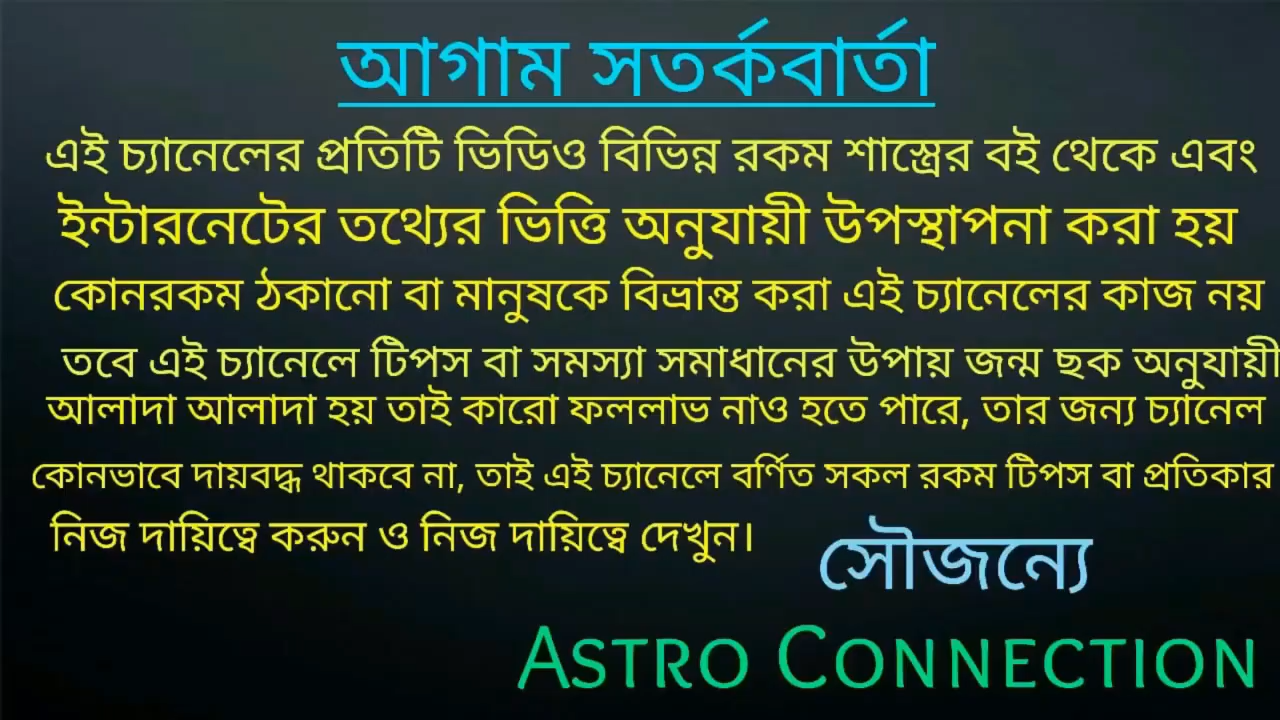 আগাম সতর্কবার্তা
এই চ্যানেলের প্রতিটি ভিডিও বিভিন্ন রকম শাস্ত্রের বই থেকে এবং
ইন্টারনেটের তথ্যের ভিত্তি অনুযায়ী উপস্থাপনা করা হয়
কোনরকম ঠকানো বা মানুষকে বিভ্রান্ত করা এই চ্যানেলের কাজ নয়
তবে এই চ্যানেলে টিপস বা সমস্যা সমাধানের উপায় জন্ম ছক অনুযায়ী
আলাদা আলাদা হয় তাই কারো ফললাভ নাও হতে পারে, তার জন্য চ্যানেল
কোনভাবে দায়বদ্ধ থাকবে না, তাই এই চ্যানেলে বর্ণিত সকল রকম টিপস বা প্রতিকার
নিজ দায়িত্বে করুন ও নিজ দায়িত্বে দেখুন।
সৌজন্যে
ASTRO CONNECTION